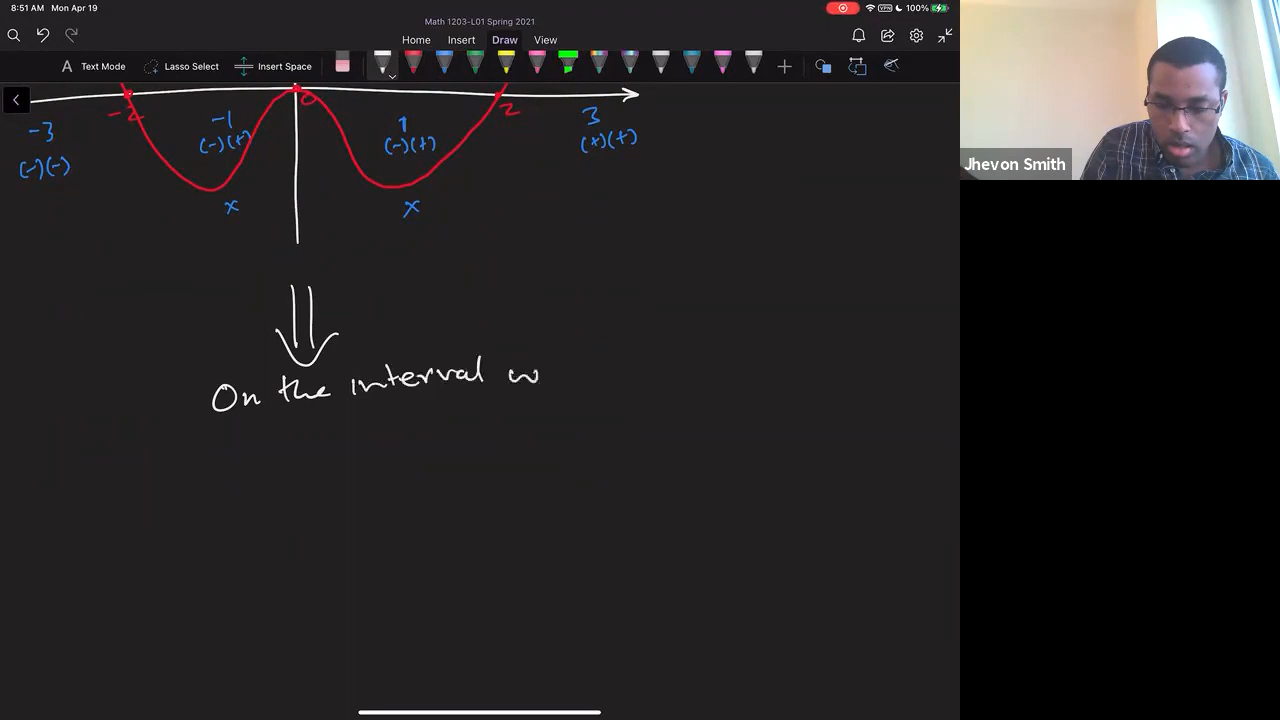 8:51 AM Mon Apr 19
VPN 100%
Math 1203-L01 Spring 2021
Home Insert Draw View
A Text Mode Lasso Select Insert Space
-2 0 2
-3 -1 1 3
(-)(-) (-)(+) (-)(+) (+)(+)
x x
On the interval w
Jhevon Smith